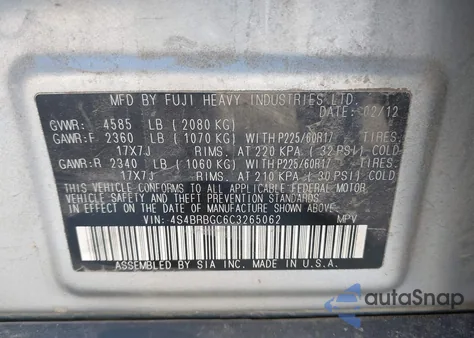 MFD BY FUJI HEAVY INDUSTRIES LTD.
DATE: 02/12
GVWR: 4585 LB (2080 KG)
GAWR:F 2360 LB (1070 KG) WITH P225/60R17 TIRES
17X7J RIMS, AT 220 KPA (32 PSI) COLD
GAWR:R 2340 LB (1060 KG) WITH P225/60R17 TIRES
17X7J RIMS, AT 210 KPA (30 PSI) COLD
THIS VEHICLE CONFORMS TO ALL APPLICABLE FEDERAL MOTOR
VEHICLE SAFETY AND THEFT PREVENTION STANDARDS IN EFFECT
ON THE DATE OF MANUFACTURE SHOWN ABOVE.
VIN: 4S4BRBGC6C3265062 MPV
ASSEMBLED BY SIA INC. MADE IN U.S.A.
autoSnap